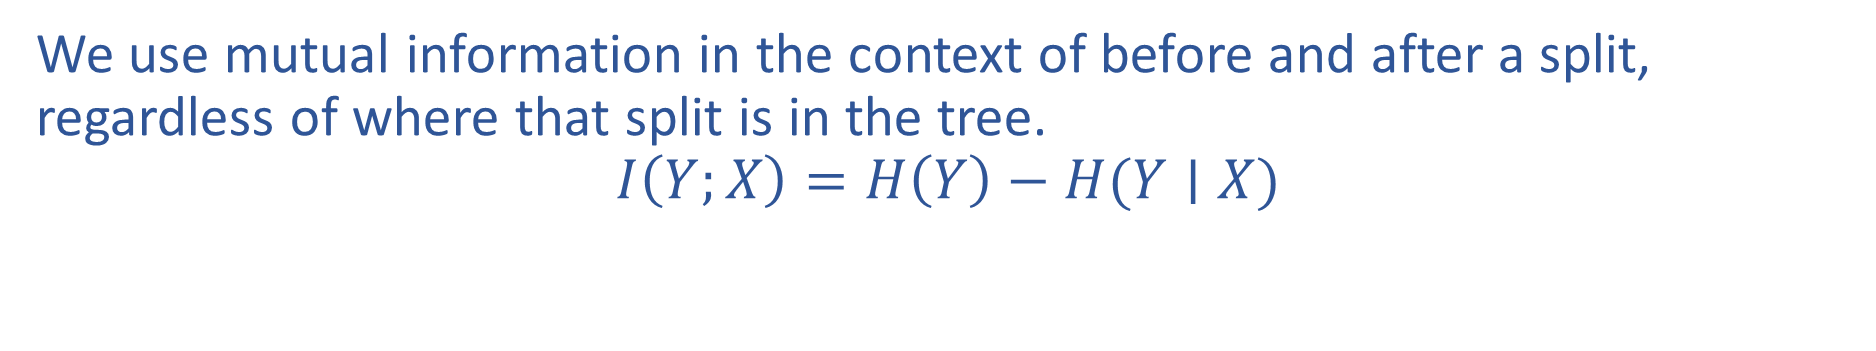 We use mutual information in the context of before and after a split,
regardless of where that split is in the tree.
𝐼(𝑌; 𝑋) = 𝐻(𝑌) − 𝐻(𝑌 ∣ 𝑋)